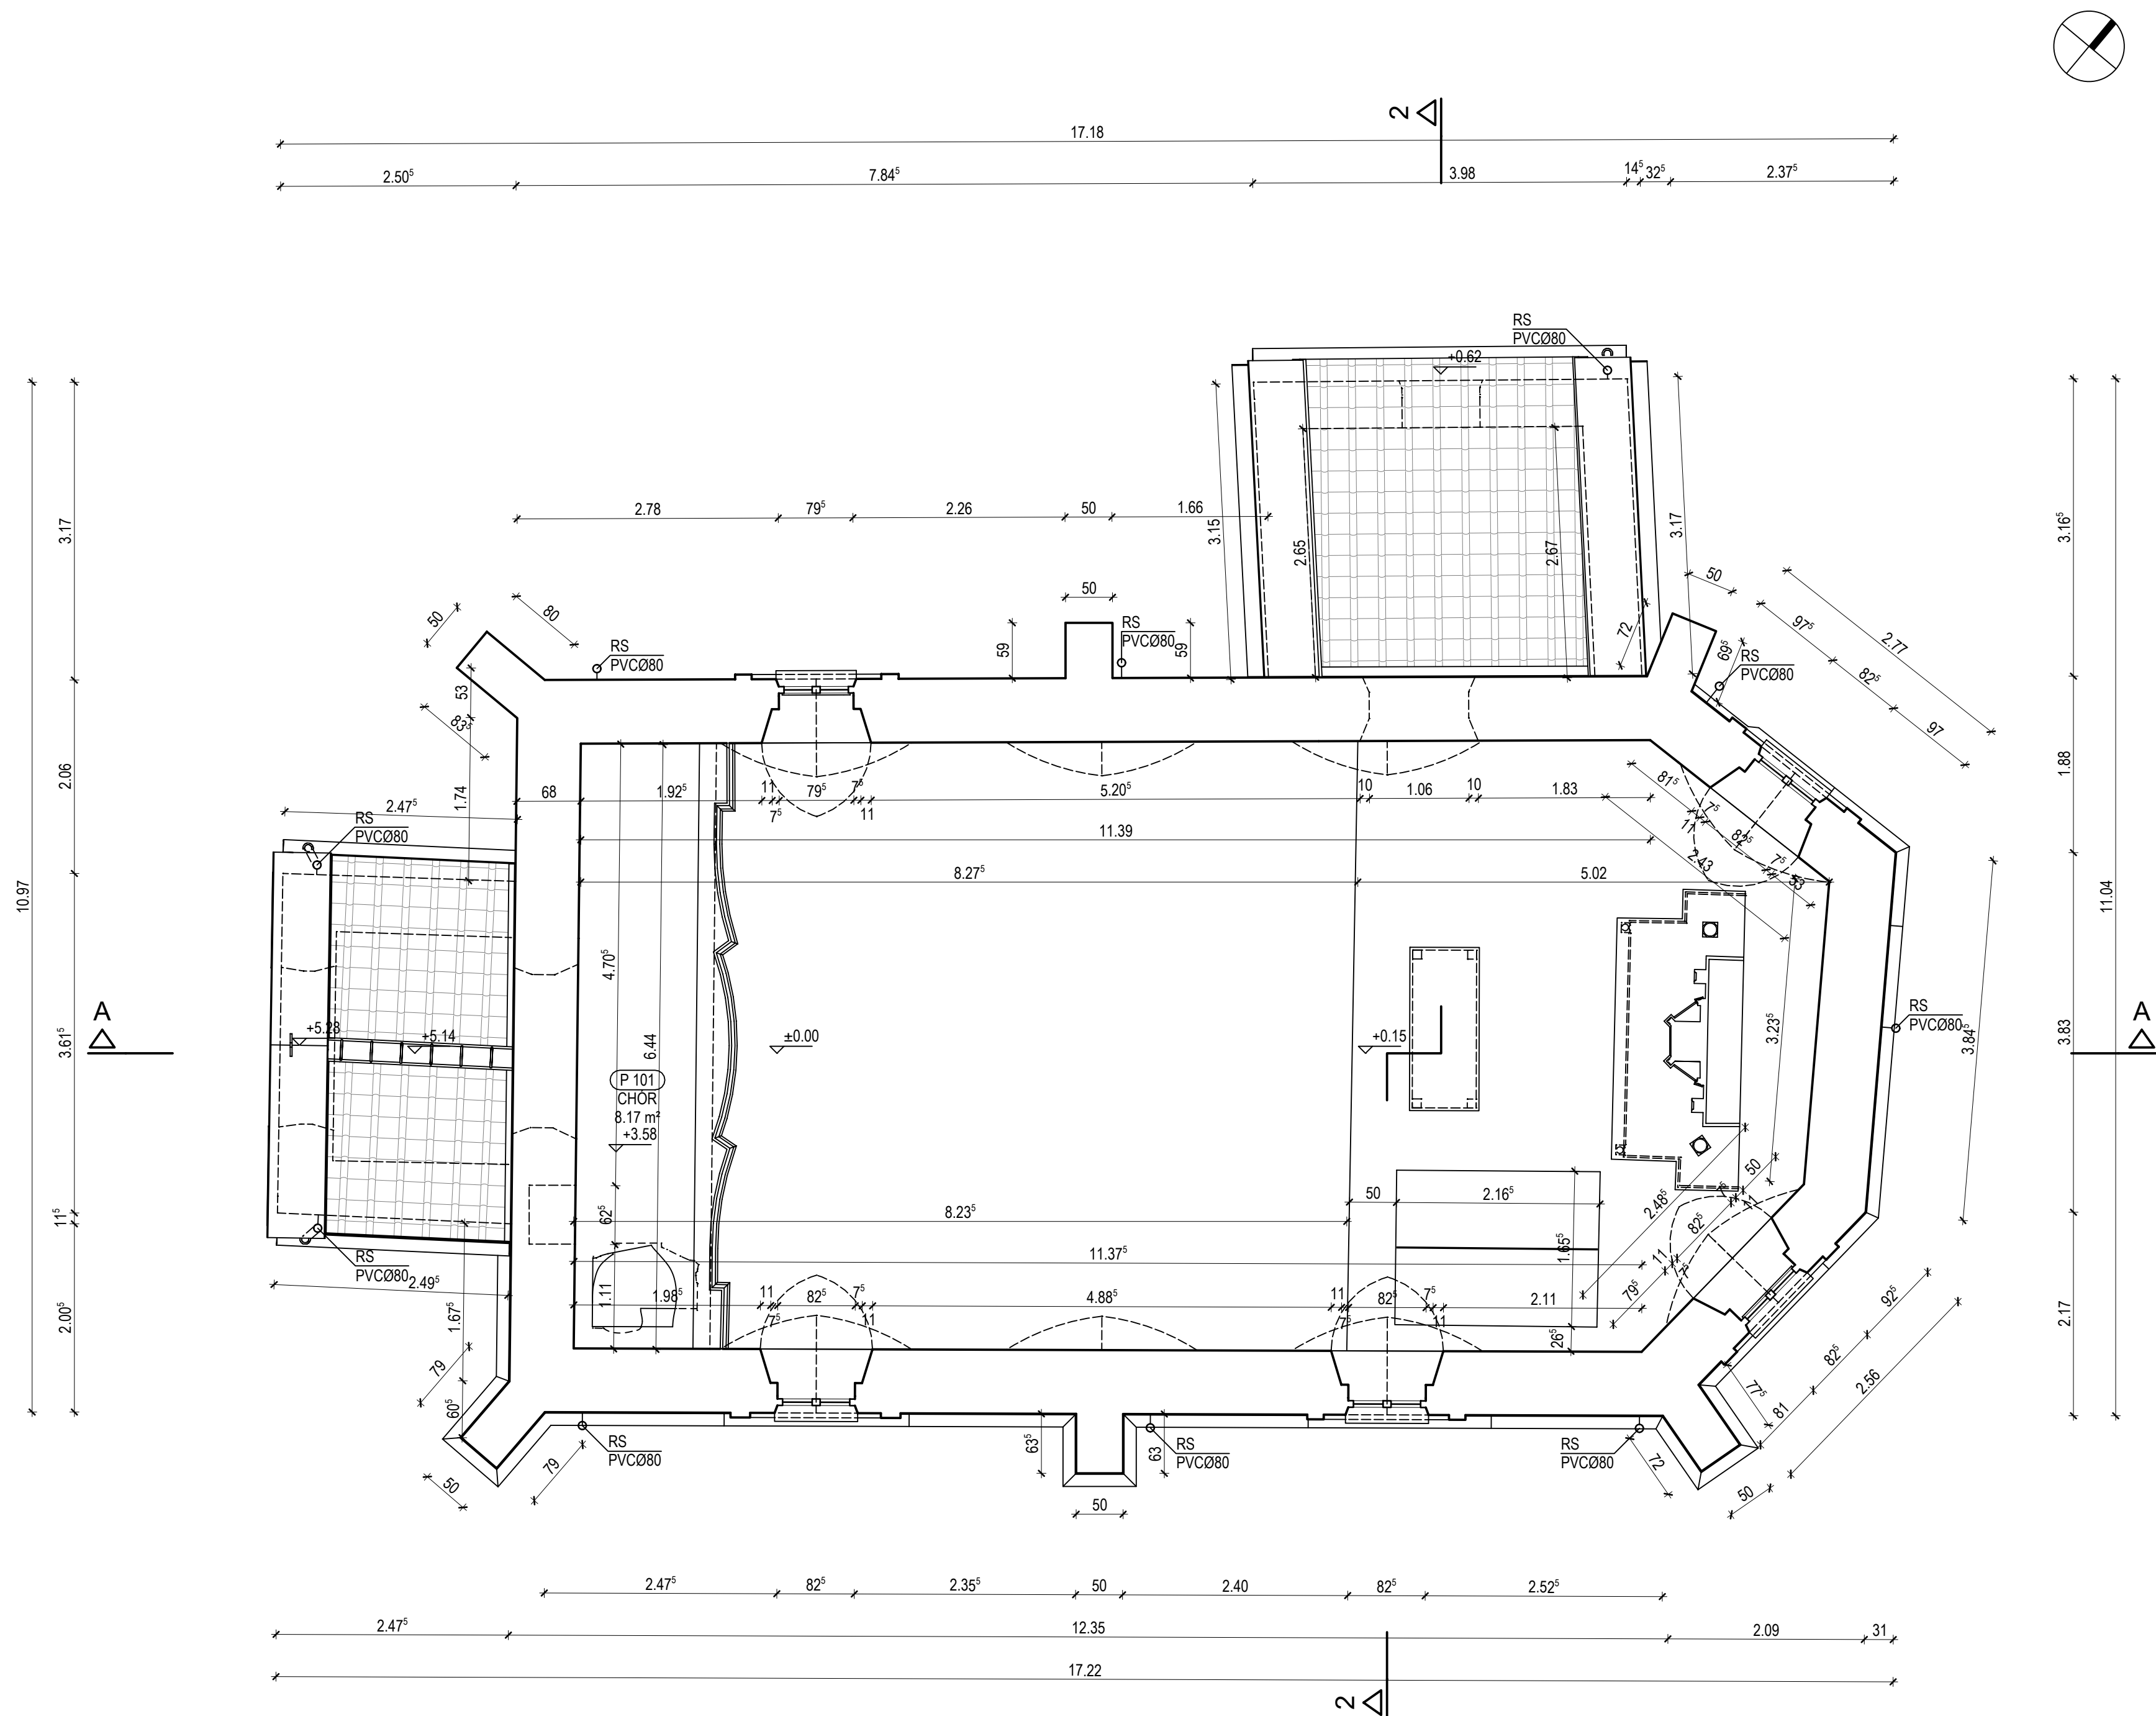 2
17.18
2.50⁵ 7.84⁵ 3.98 14⁵ 32⁵ 2.37⁵
RS
PVCØ80
+0.62
2.78 79⁵ 2.26 50 1.66
3.15
2.65
2.67
3.17
10.97
3.17
2.06
3.61⁵
11⁵
2.00⁵
3.16⁵
1.88
3.83
2.17
11.04
50
80
53
83⁵
1.74
RS
PVCØ80
50
59
RS
PVCØ80
59
72
50
69⁵
RS
PVCØ80
97⁵
82⁵
97
2.77
2.47⁵
RS
PVCØ80
68 1.92⁵ 11 7⁵ 79⁵ 7⁵ 11 5.20⁵ 10 1.06 10 1.83
11.39
8.27⁵ 5.02
81⁵
11
7⁵
82⁵
7⁵
53
2.43
A
+5.28
+5.14
4.70⁵
6.44
P 101
CHÓR
8.17 m²
+3.58
±0.00
+0.15
3.23⁵
3.84⁵
RS
PVCØ80
A
62⁵
1.11
8.23⁵
11.37⁵
1.98⁵ 11 7⁵ 82⁵ 7⁵ 11 4.88⁵ 11 7⁵ 82⁵ 7⁵ 11 2.11
50 2.16⁵
1.65⁵
26⁵
2.48⁵
50
7⁵
11
82⁵
11
7⁵
79⁵
RS
PVCØ80
2.49⁵
1.67⁵
79
60⁵
50
79
RS
PVCØ80
63⁵
63
50
RS
PVCØ80
RS
PVCØ80
72
50
77⁵
81
82⁵
92⁵
2.56
2.47⁵ 82⁵ 2.35⁵ 50 2.40 82⁵ 2.52⁵
2.47⁵ 12.35 2.09 31
17.22
2